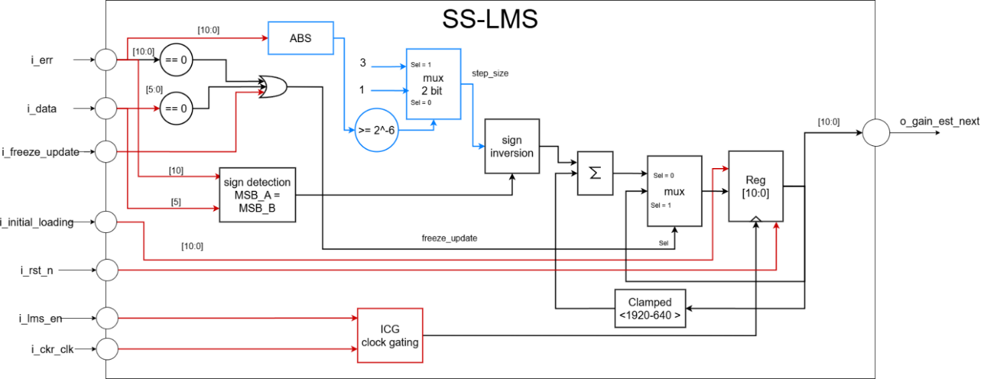 SS-LMS
[10:0]
ABS
i_err
[10:0]
== 0
3
Sel = 1
mux
2 bit
Sel = 0
1
step_size
[5:0]
i_data
== 0
>= 2^-6
[10:0]
o_gain_est_next
i_freeze_update
sign
inversion
[10]
sign detection
MSB_A =
MSB_B
[5]
Σ
Sel = 0
mux
Sel = 1
Sel
Reg
[10:0]
i_initial_loading
[10:0]
freeze_update
i_rst_n
Clamped
<1920-640 >
i_lms_en
ICG
clock gating
i_ckr_clk